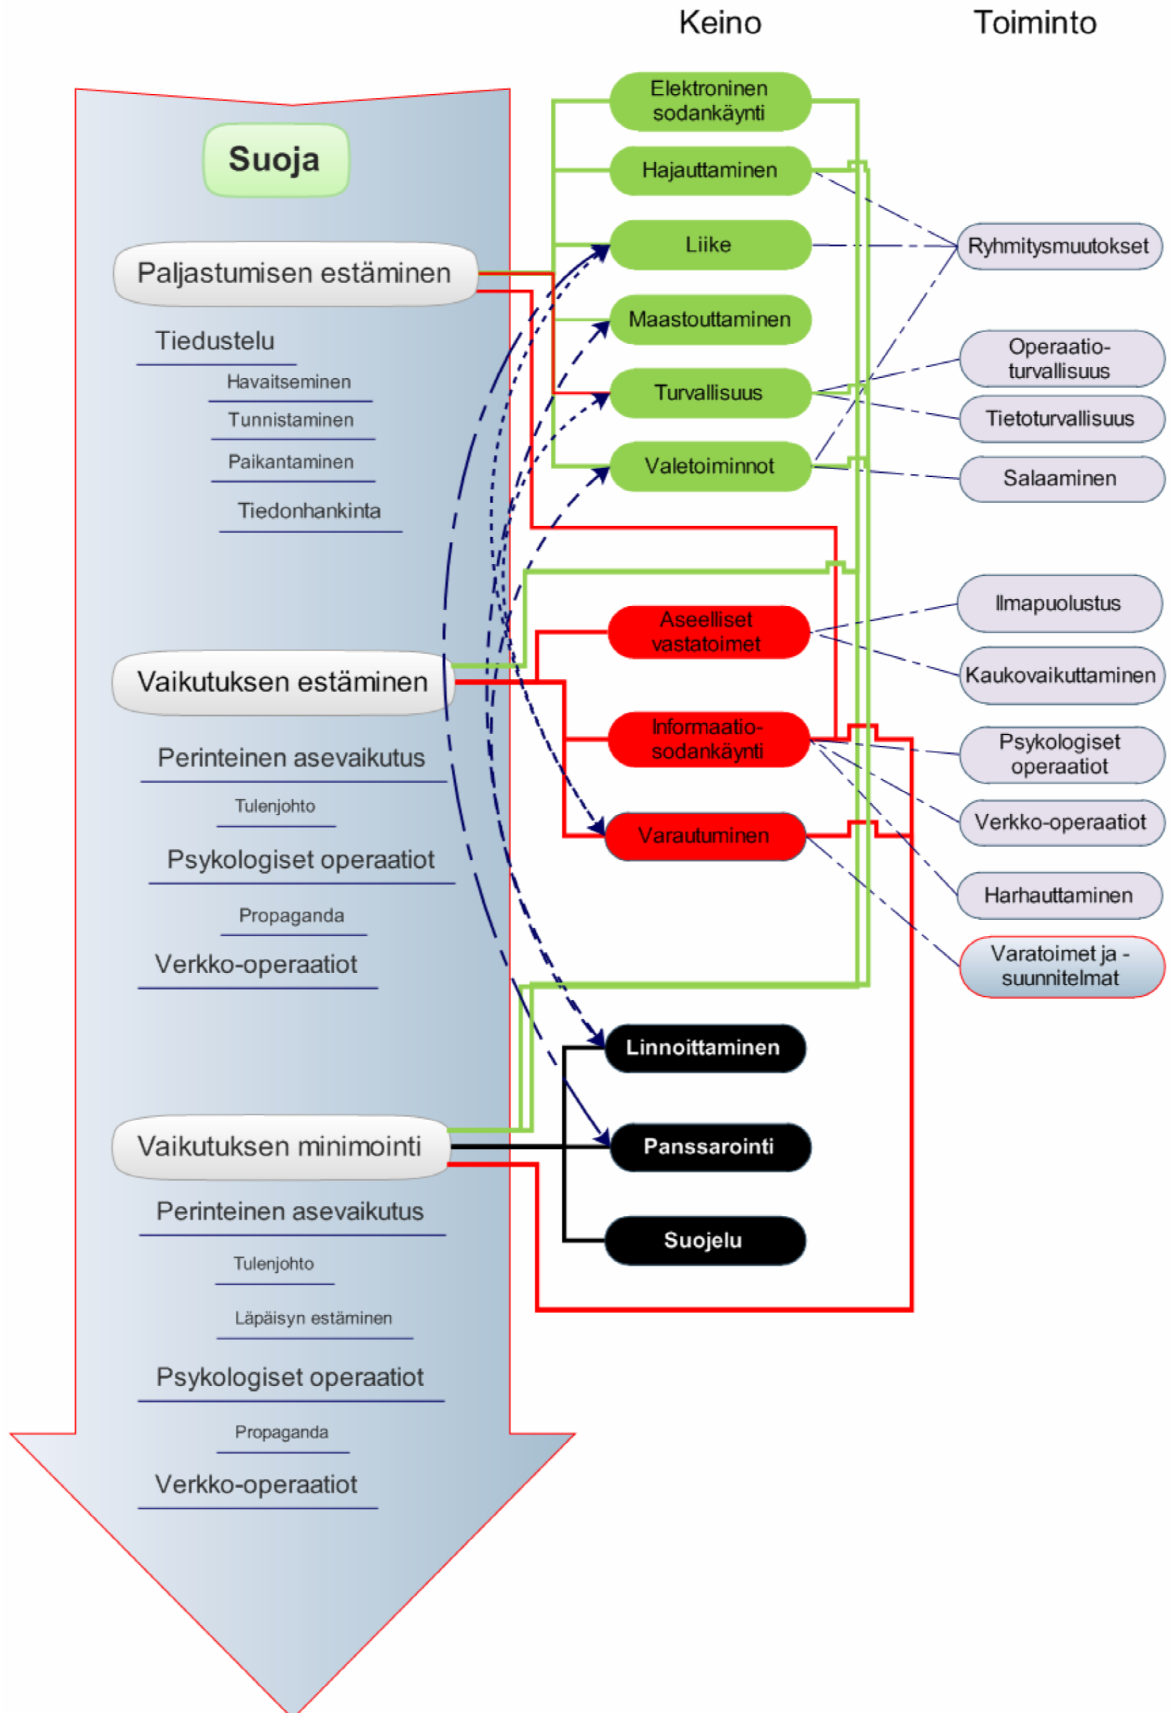 Keino
Toiminto
Suoja
Paljastumisen estäminen
Tiedustelu
Havaitseminen
Tunnistaminen
Paikantaminen
Tiedonhankinta
Vaikutuksen estäminen
Perinteinen asevaikutus
Tulenjohto
Psykologiset operaatiot
Propaganda
Verkko-operaatiot
Vaikutuksen minimointi
Perinteinen asevaikutus
Tulenjohto
Läpäisyn estäminen
Psykologiset operaatiot
Propaganda
Verkko-operaatiot
Elektroninen
sodankäynti
Hajauttaminen
Liike
Maastouttaminen
Turvallisuus
Valetoiminnot
Aseelliset
vastatoimet
Informaatio-
sodankäynti
Varautuminen
Linnoittaminen
Panssarointi
Suojelu
Ryhmitysmuutokset
Operaatio-
turvallisuus
Tietoturvallisuus
Salaaminen
Ilmapuolustus
Kaukovaikuttaminen
Psykologiset
operaatiot
Verkko-operaatiot
Harhauttaminen
Varatoimet ja -
suunnitelmat